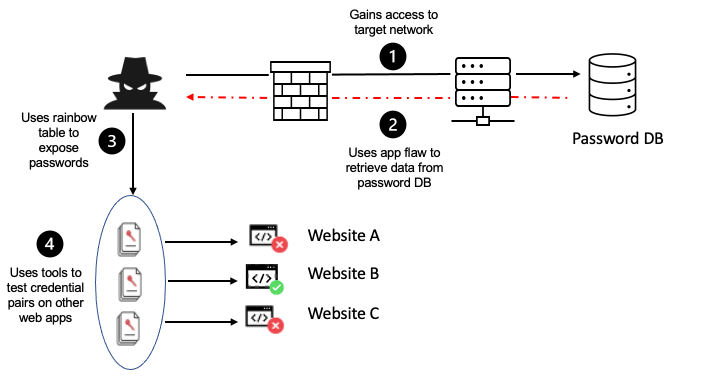 Gains access to
target network
1
2
Uses app flaw to
retrieve data from
password DB
Password DB
Uses rainbow
table to
expose
passwords
3
4
Uses tools to
test credential
pairs on other
web apps
</> Website A
</> Website B
</> Website C